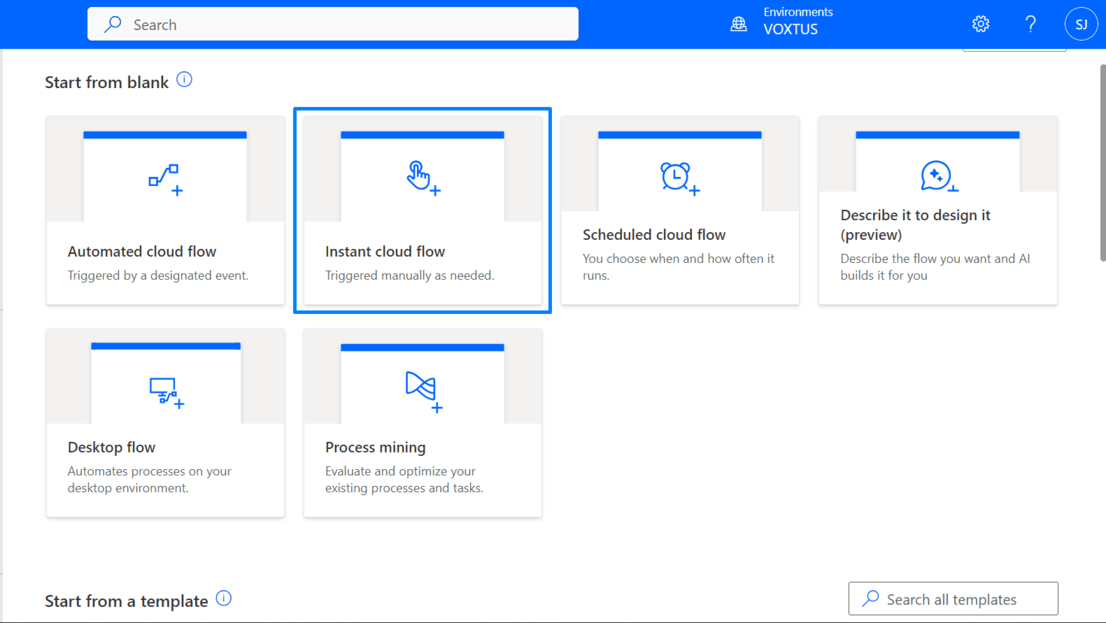 Search
Environments
VOXTUS
?
SJ
Start from blank
Automated cloud flow
Triggered by a designated event.
Instant cloud flow
Triggered manually as needed.
Scheduled cloud flow
You choose when and how often it
runs.
Describe it to design it
(preview)
Describe the flow you want and AI
builds it for you
Desktop flow
Automates processes on your
desktop environment.
Process mining
Evaluate and optimize your
existing processes and tasks.
Start from a template
Search all templates